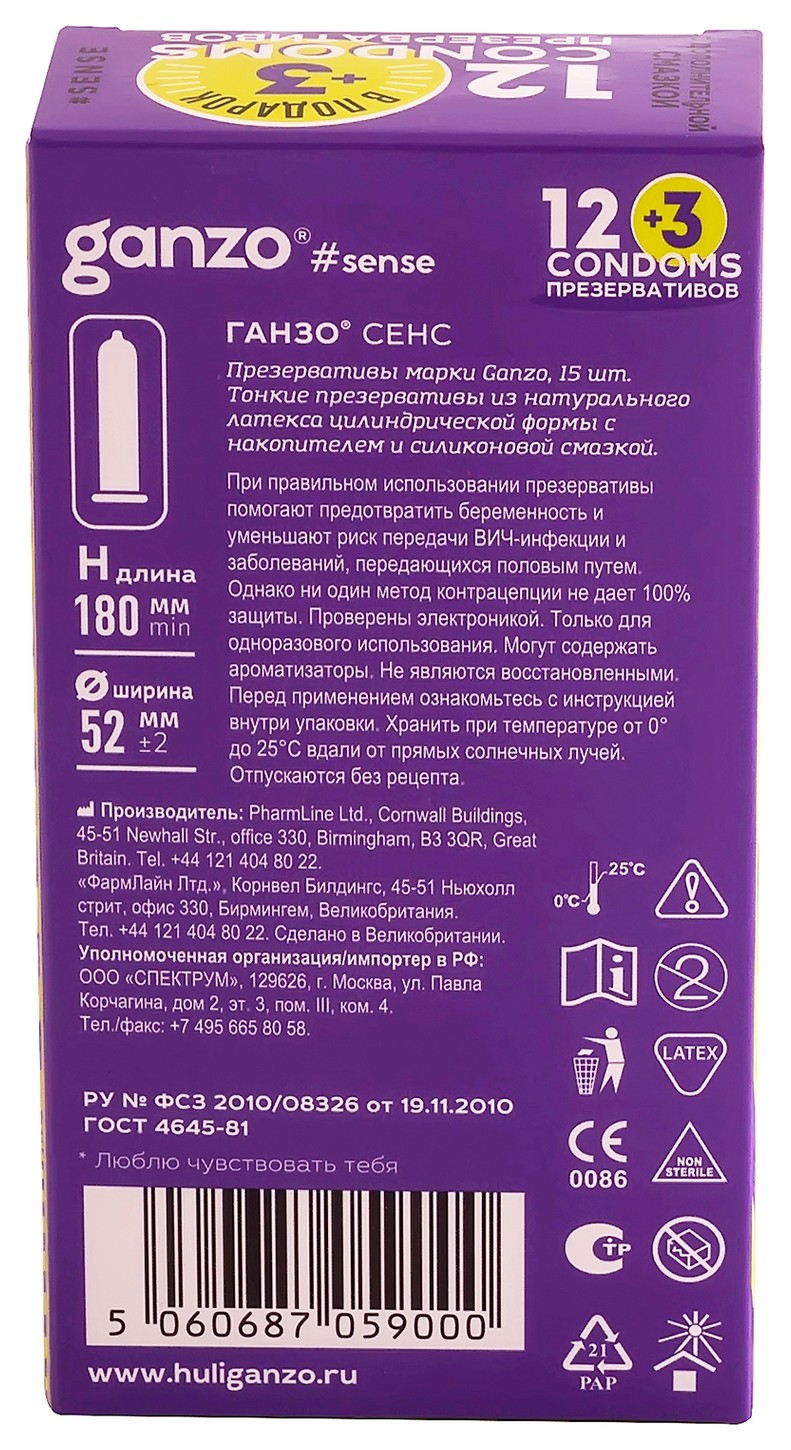 #SENSE
12 CONDOMS
ПРЕЗЕРВАТИВОВ
+3
В ПОДАРОК
СМАЗКОЙ
ganzo® #sense
12 +3
CONDOMS
ПРЕЗЕРВАТИВОВ
ГАНЗО® СЕНС
Презервативы марки Ganzo, 15 шт.
Тонкие презервативы из натурального
латекса цилиндрической формы с
накопителем и силиконовой смазкой.
При правильном использовании презервативы
помогают предотвратить беременность и
уменьшают риск передачи ВИЧ-инфекции и
заболеваний, передающихся половым путем.
Однако ни один метод контрацепции не дает 100%
защиты. Проверены электроникой. Только для
одноразового использования. Могут содержать
ароматизаторы. Не являются восстановленными.
Перед применением ознакомьтесь с инструкцией
внутри упаковки. Хранить при температуре от 0°
до 25°С вдали от прямых солнечных лучей.
Отпускаются без рецепта.
H длина
180 мм
min
Ø ширина
52 мм
±2
Производитель: PharmLine Ltd., Cornwall Buildings,
45-51 Newhall Str., office 330, Birmingham, B3 3QR, Great
Britain. Tel. +44 121 404 80 22.
«ФармЛайн Лтд.», Корнвел Билдингс, 45-51 Ньюхолл
стрит, офис 330, Бирмингем, Великобритания.
Тел. +44 121 404 80 22. Сделано в Великобритании.
Уполномоченная организация/импортер в РФ:
ООО «СПЕКТРУМ», 129626, г. Москва, ул. Павла
Корчагина, дом 2, эт. 3, пом. III, ком. 4.
Тел./факс: +7 495 665 80 58.
25°C
0°C
!
i
2
LATEX
CE
0086
NON
STERILE
СТР
21
PAP
РУ № ФСЗ 2010/08326 от 19.11.2010
ГОСТ 4645-81
* Люблю чувствовать тебя
5 060687 059000
www.huliganzo.ru